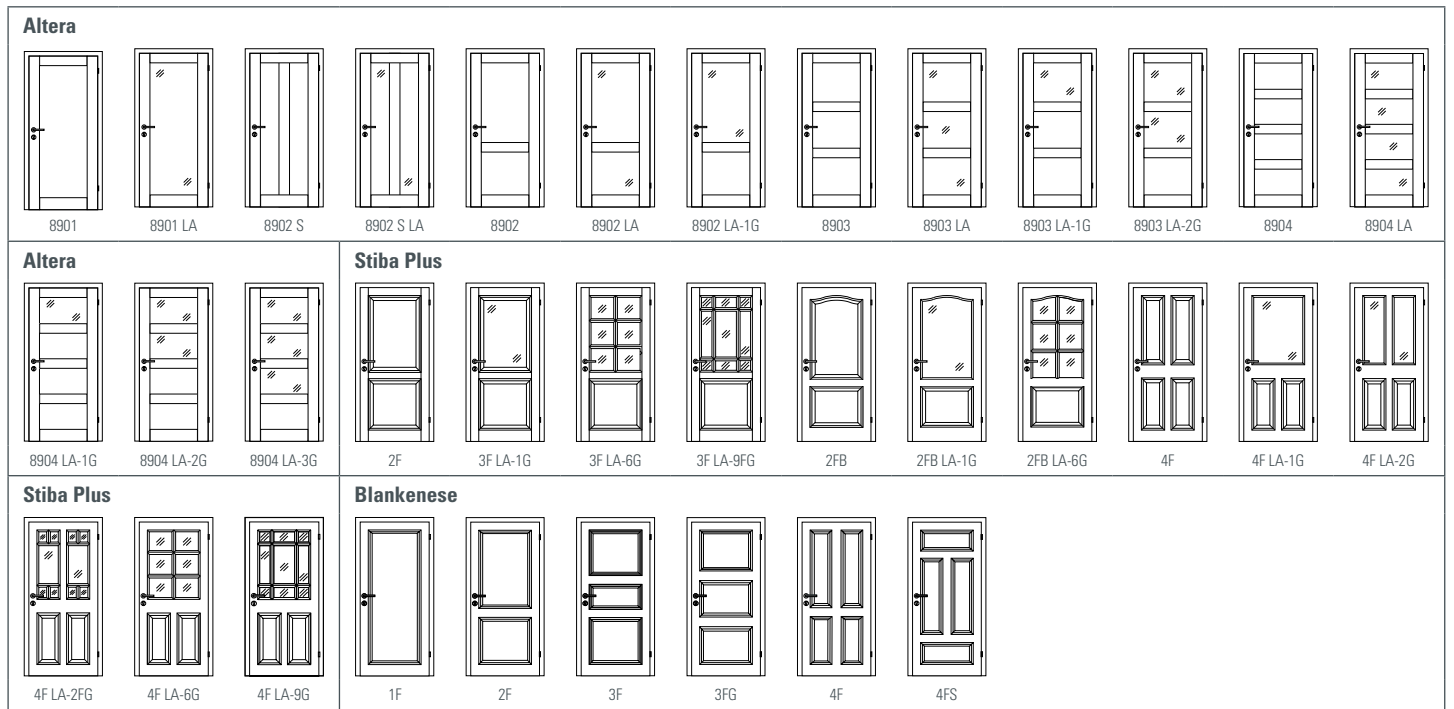 Altera
8901 8901 LA 8902 S 8902 S LA 8902 8902 LA 8902 LA-1G 8903 8903 LA 8903 LA-1G 8903 LA-2G 8904 8904 LA
Altera
8904 LA-1G 8904 LA-2G 8904 LA-3G
Stiba Plus
2F 3F LA-1G 3F LA-6G 3F LA-9FG 2FB 2FB LA-1G 2FB LA-6G 4F 4F LA-1G 4F LA-2G
Stiba Plus
4F LA-2FG 4F LA-6G 4F LA-9G
Blankenese
1F 2F 3F 3FG 4F 4FS